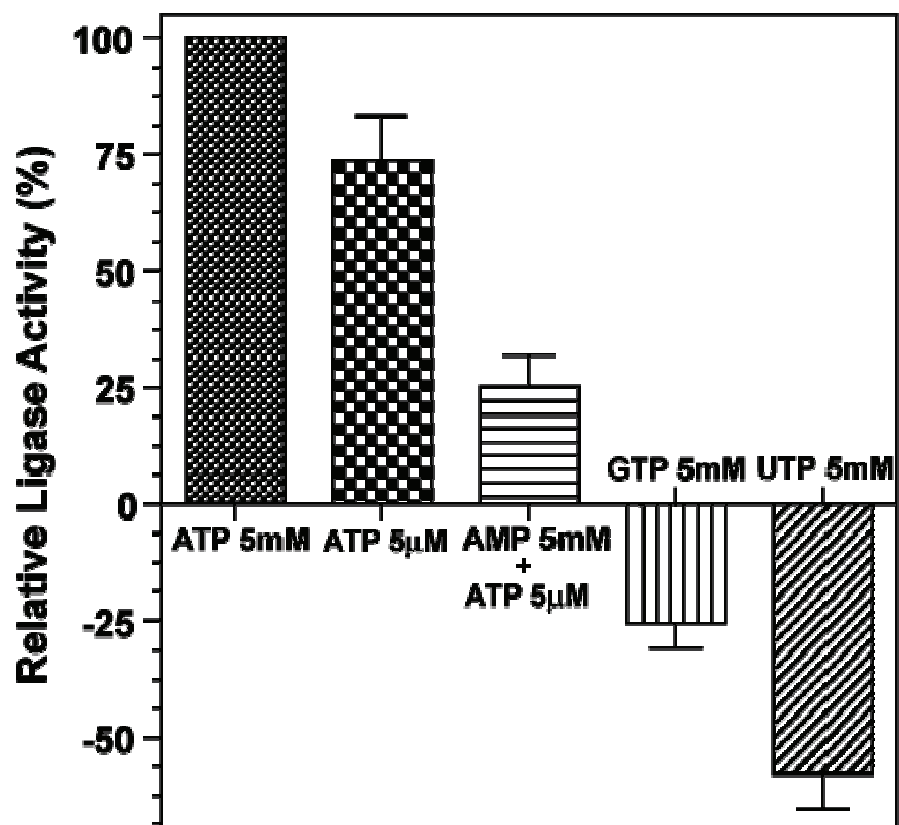 Relative Ligase Activity (%)
100
75
50
25
0
-25
-50
ATP 5mM
ATP 5μM
AMP 5mM
+
ATP 5μM
GTP 5mM
UTP 5mM